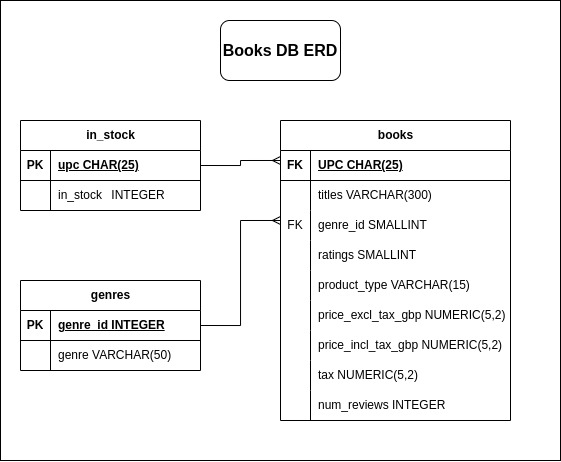 Books DB ERD
in_stock
PK upc CHAR(25)
in_stock INTEGER
books
FK UPC CHAR(25)
titles VARCHAR(300)
FK genre_id SMALLINT
ratings SMALLINT
product_type VARCHAR(15)
price_excl_tax_gbp NUMERIC(5,2)
price_incl_tax_gbp NUMERIC(5,2)
tax NUMERIC(5,2)
num_reviews INTEGER
genres
PK genre_id INTEGER
genre VARCHAR(50)